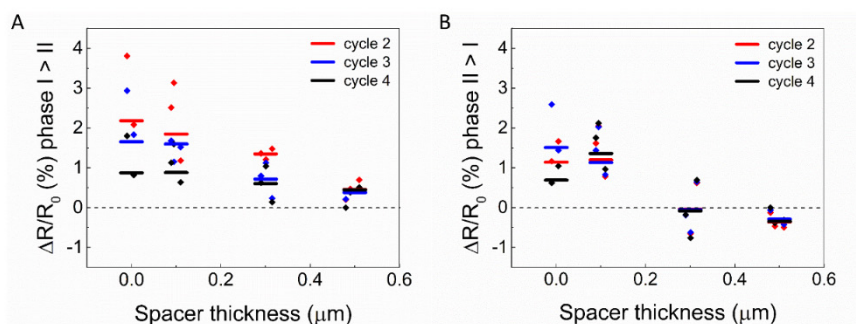 A
ΔR/R₀ (%) phase I > II
4
3
2
1
0
-1
cycle 2
cycle 3
cycle 4
0.0 0.2 0.4 0.6
Spacer thickness (μm)
B
ΔR/R₀ (%) phase II > I
4
3
2
1
0
-1
cycle 2
cycle 3
cycle 4
0.0 0.2 0.4 0.6
Spacer thickness (μm)